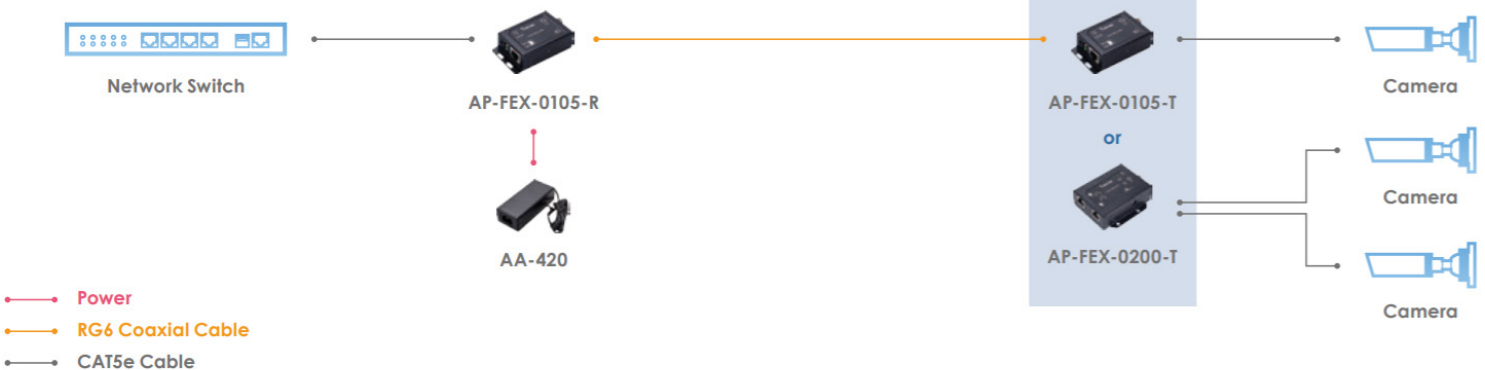 Network Switch
AP-FEX-0105-R
AP-FEX-0105-T
Camera
or
Camera
AA-420
AP-FEX-0200-T
Camera
Power
RG6 Coaxial Cable
CAT5e Cable